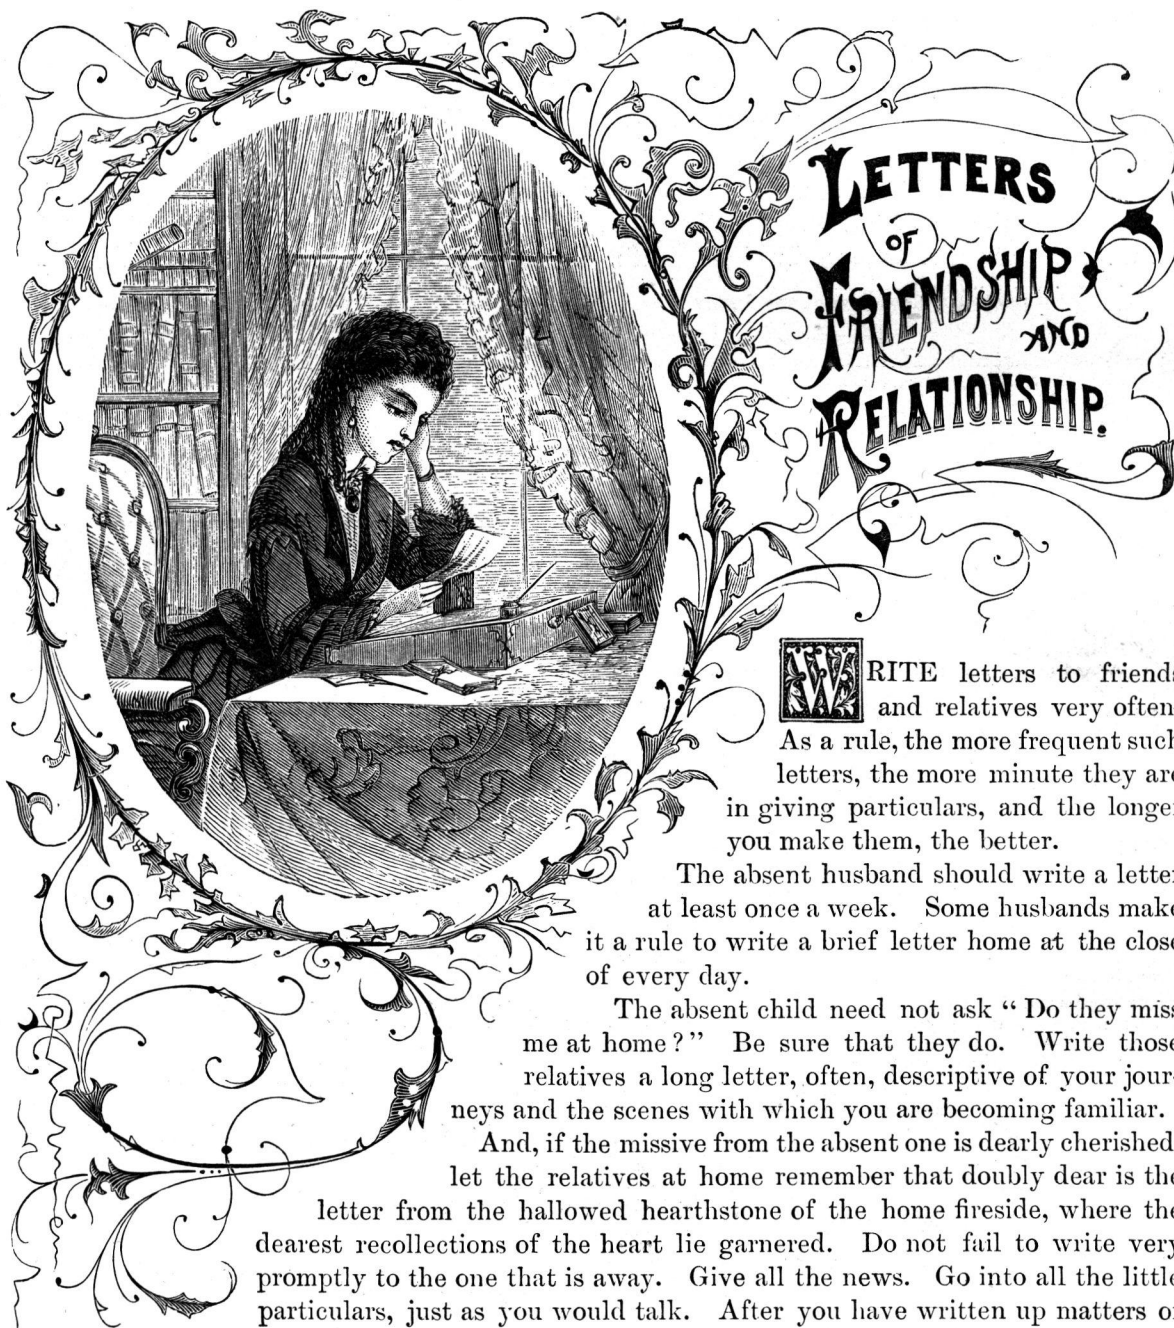 LETTERS
OF
FRIENDSHIP
AND
RELATIONSHIP.
WRITE letters to friends
and relatives very often
As a rule, the more frequent such
letters, the more minute they are
in giving particulars, and the longer
you make them, the better.
The absent husband should write a letter
at least once a week. Some husbands make
it a rule to write a brief letter home at the close
of every day.
The absent child need not ask “ Do they miss
me at home ? ” Be sure that they do. Write those
relatives a long letter, often, descriptive of your jour-
neys and the scenes with which you are becoming familiar.
And, if the missive from the absent one is dearly cherished
let the relatives at home remember that doubly dear is the
letter from the hallowed hearthstone of the home fireside, where the
dearest recollections of the heart lie garnered. Do not fail to write very
promptly to the one that is away. Give all the news. Go into all the little
particulars, just as you would talk. After you have written up matters of